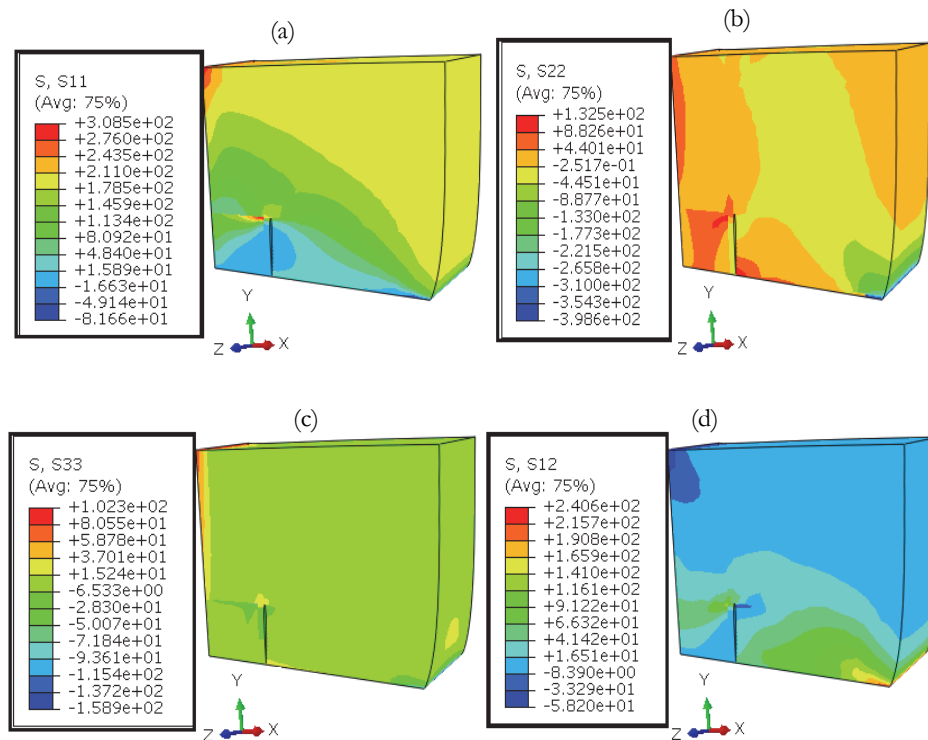 (a)
S, S11
(Avg: 75%)
+3.085e+02
+2.760e+02
+2.435e+02
+2.110e+02
+1.785e+02
+1.459e+02
+1.134e+02
+8.092e+01
+4.840e+01
+1.589e+01
-1.663e+01
-4.914e+01
-8.166e+01
Y
Z
X
(b)
S, S22
(Avg: 75%)
+1.325e+02
+8.826e+01
+4.401e+01
-2.517e-01
-4.451e+01
-8.877e+01
-1.330e+02
-1.773e+02
-2.215e+02
-2.658e+02
-3.100e+02
-3.543e+02
-3.986e+02
Y
Z
X
(c)
S, S33
(Avg: 75%)
+1.023e+02
+8.055e+01
+5.878e+01
+3.701e+01
+1.524e+01
-6.533e+00
-2.830e+01
-5.007e+01
-7.184e+01
-9.361e+01
-1.154e+02
-1.372e+02
-1.589e+02
Y
Z
X
(d)
S, S12
(Avg: 75%)
+2.406e+02
+2.157e+02
+1.908e+02
+1.659e+02
+1.410e+02
+1.161e+02
+9.122e+01
+6.632e+01
+4.142e+01
+1.651e+01
-8.390e+00
-3.329e+01
-5.820e+01
Y
Z
X